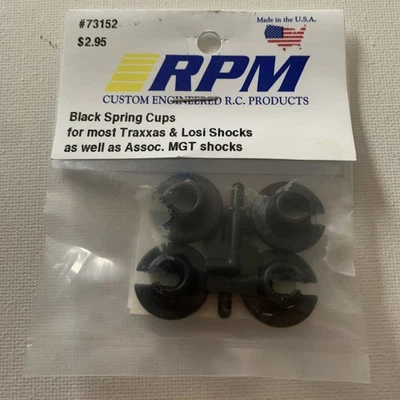 #73152
$2.95
Made in the U.S.A.
RPM
CUSTOM ENGINEERED R.C. PRODUCTS
Black Spring Cups
for most Traxxas & Losi Shocks
as well as Assoc. MGT shocks